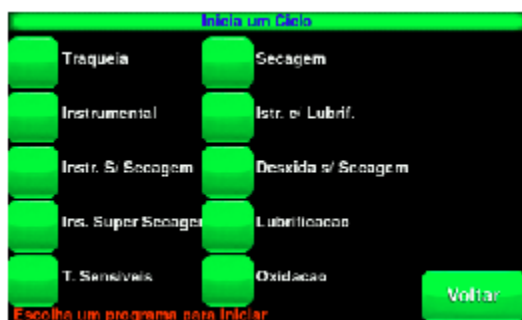 Inicia um Ciclo
Traqueia
Instrumental
Instr. S/ Secagem
Ins. Super Secagem
T. Sensiveis
Secagem
Istr. c/ Lubrif.
Desxida s/ Secagem
Lubrificacao
Oxidacao
Voltar
Escolha um programa para Iniciar